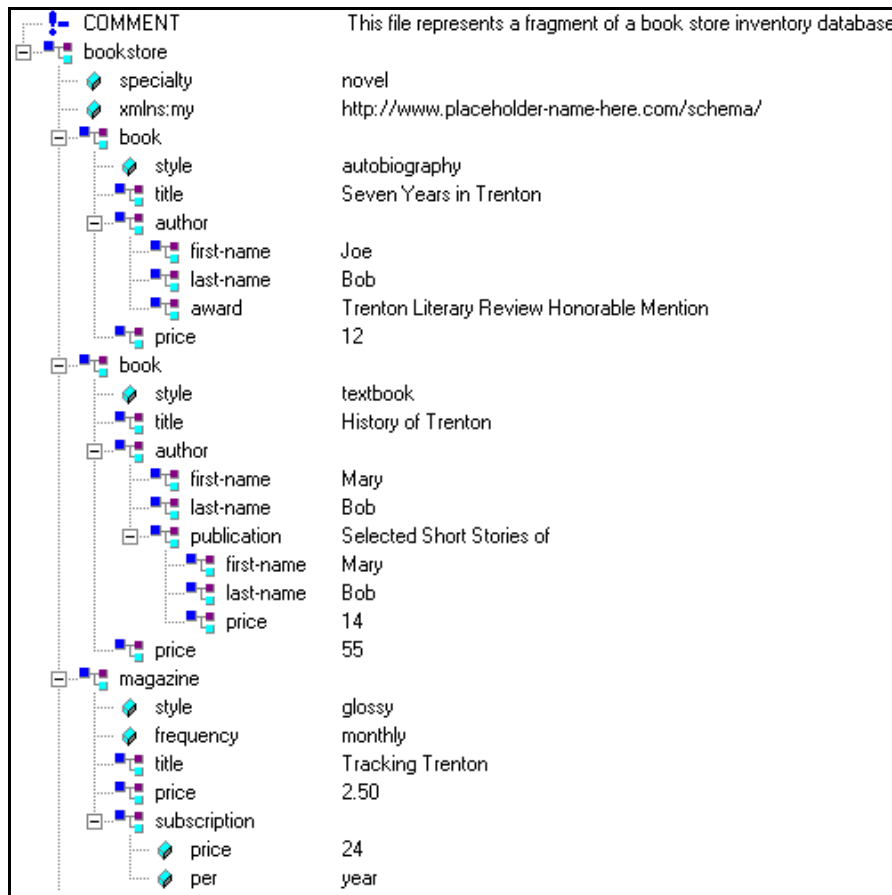 COMMENT This file represents a fragment of a book store inventory database
bookstore
specialty novel
xmlns:my http://www.placeholder-name-here.com/schema/
book
style autobiography
title Seven Years in Trenton
author
first-name Joe
last-name Bob
award Trenton Literary Review Honorable Mention
price 12
book
style textbook
title History of Trenton
author
first-name Mary
last-name Bob
publication Selected Short Stories of
first-name Mary
last-name Bob
price 14
price 55
magazine
style glossy
frequency monthly
title Tracking Trenton
price 2.50
subscription
price 24
per year